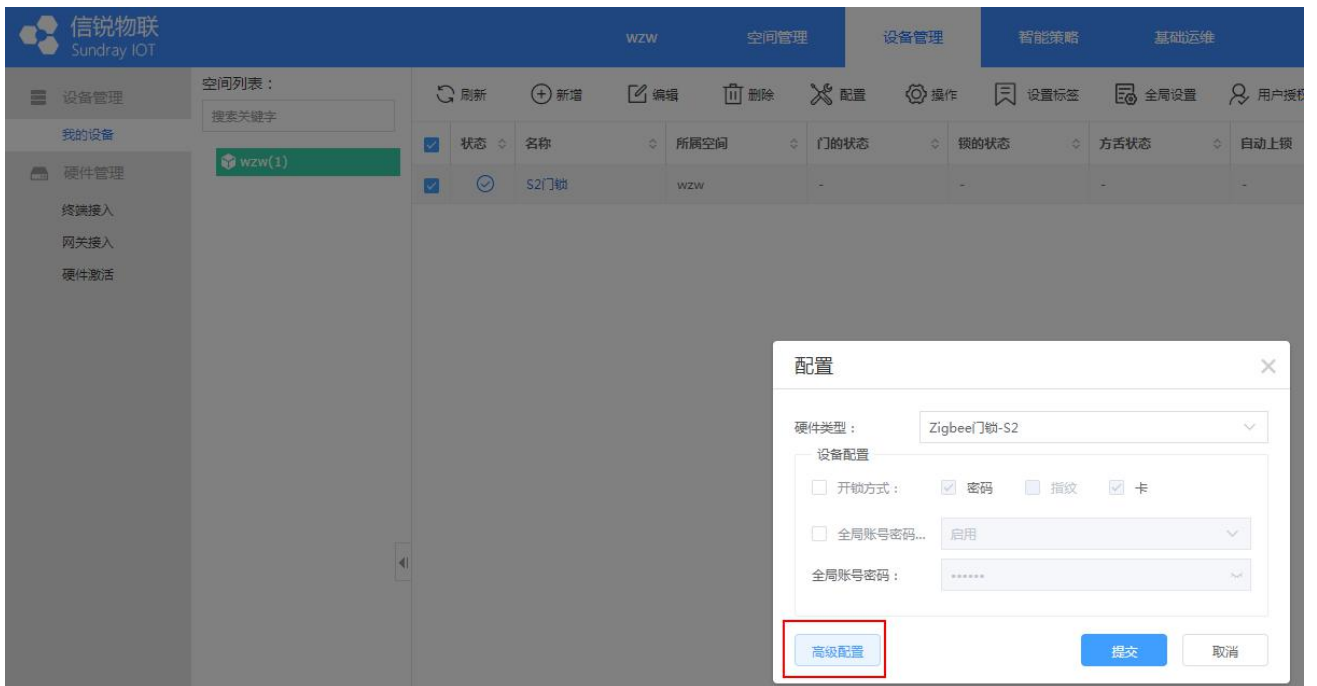 信锐物联
Sundray IOT
wzw 空间管理 设备管理 智能策略 基础运维
设备管理
我的设备
硬件管理
终端接入
网关接入
硬件激活
空间列表：
搜索关键字
wzw(1)
刷新 新增 编辑 删除 配置 操作 设置标签 全局设置 用户授权
状态 名称 所属空间 门的状态 锁的状态 方舌状态 自动上锁
S2门锁 wzw - - - -
配置
硬件类型： Zigbee门锁-S2
设备配置
开锁方式： 密码 指纹 卡
全局账号密码... 启用
全局账号密码： ••••••
高级配置 提交 取消